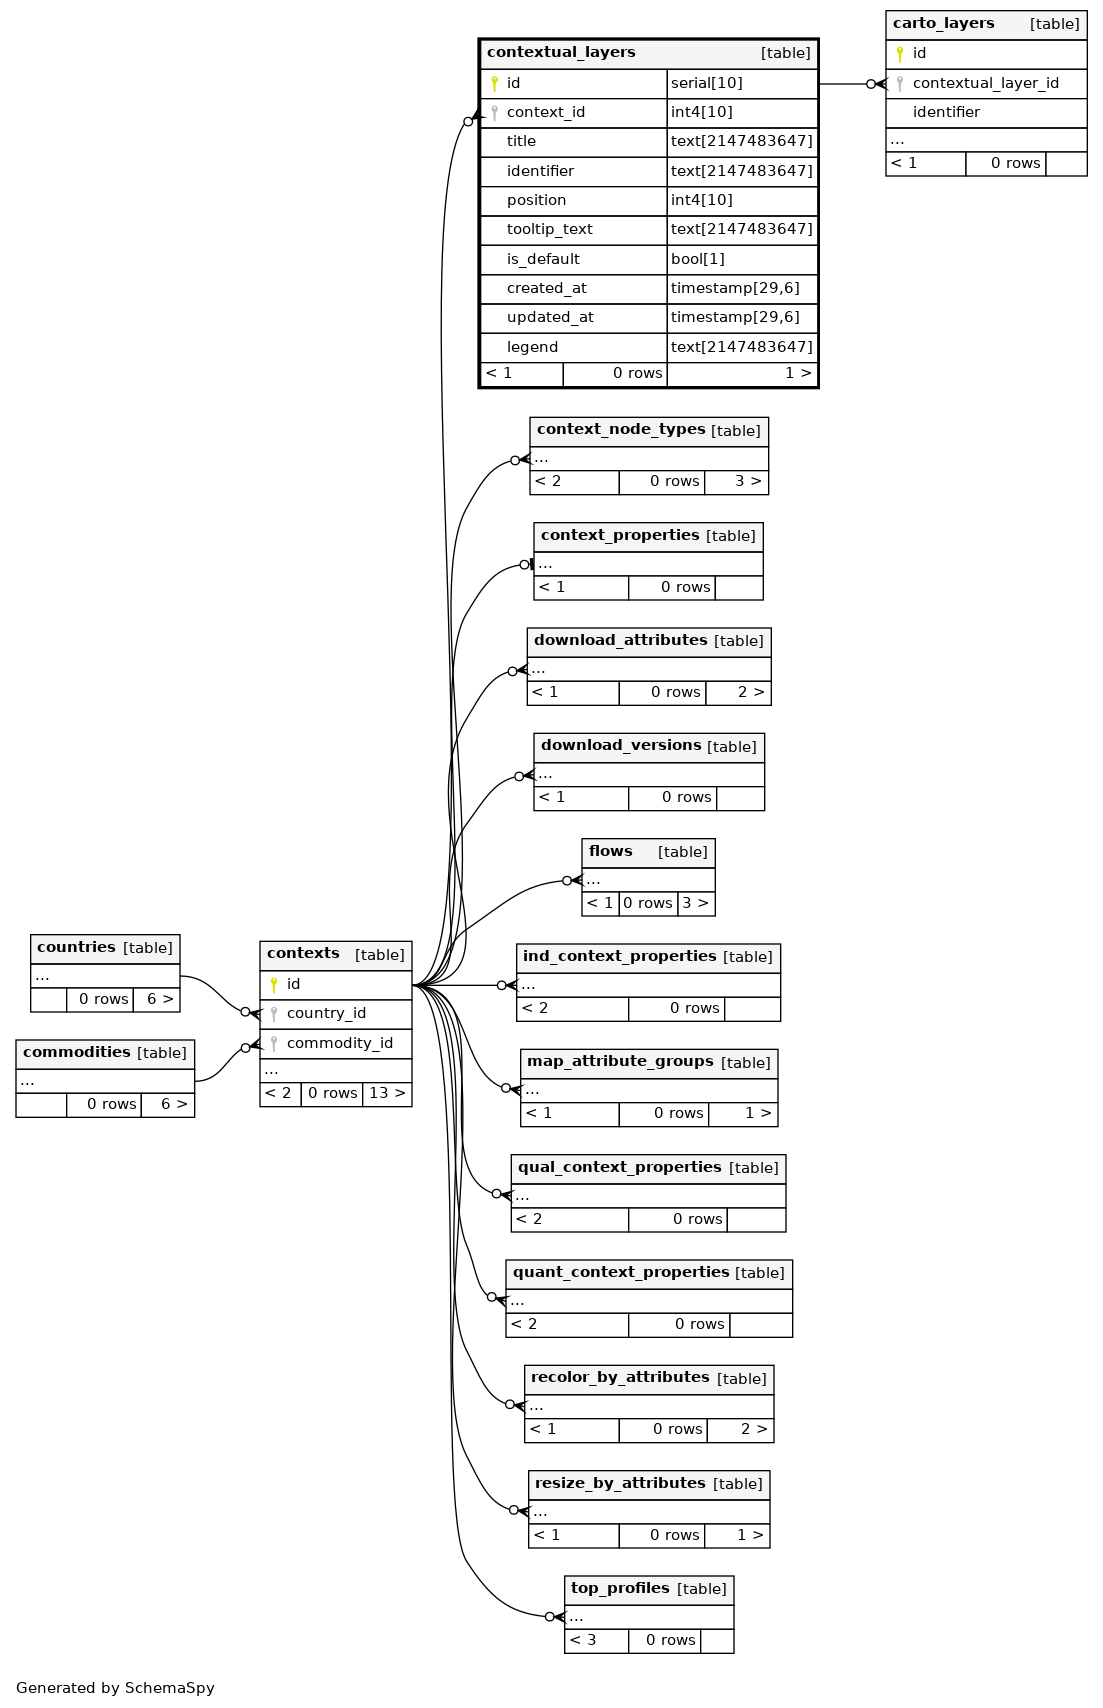 carto_layers [table]
id
contextual_layer_id
identifier
...
< 1 0 rows
contextual_layers [table]
id serial[10]
context_id int4[10]
title text[2147483647]
identifier text[2147483647]
position int4[10]
tooltip_text text[2147483647]
is_default bool[1]
created_at timestamp[29,6]
updated_at timestamp[29,6]
legend text[2147483647]
< 1 0 rows 1 >
context_node_types [table]
...
< 2 0 rows 3 >
context_properties [table]
...
< 1 0 rows
download_attributes [table]
...
< 1 0 rows 2 >
download_versions [table]
...
< 1 0 rows
flows [table]
...
< 1 0 rows 3 >
countries [table]
...
0 rows 6 >
commodities [table]
...
0 rows 6 >
contexts [table]
id
country_id
commodity_id
...
< 2 0 rows 13 >
ind_context_properties [table]
...
< 2 0 rows
map_attribute_groups [table]
...
< 1 0 rows 1 >
qual_context_properties [table]
...
< 2 0 rows
quant_context_properties [table]
...
< 2 0 rows
recolor_by_attributes [table]
...
< 1 0 rows 2 >
resize_by_attributes [table]
...
< 1 0 rows 1 >
top_profiles [table]
...
< 3 0 rows
Generated by SchemaSpy